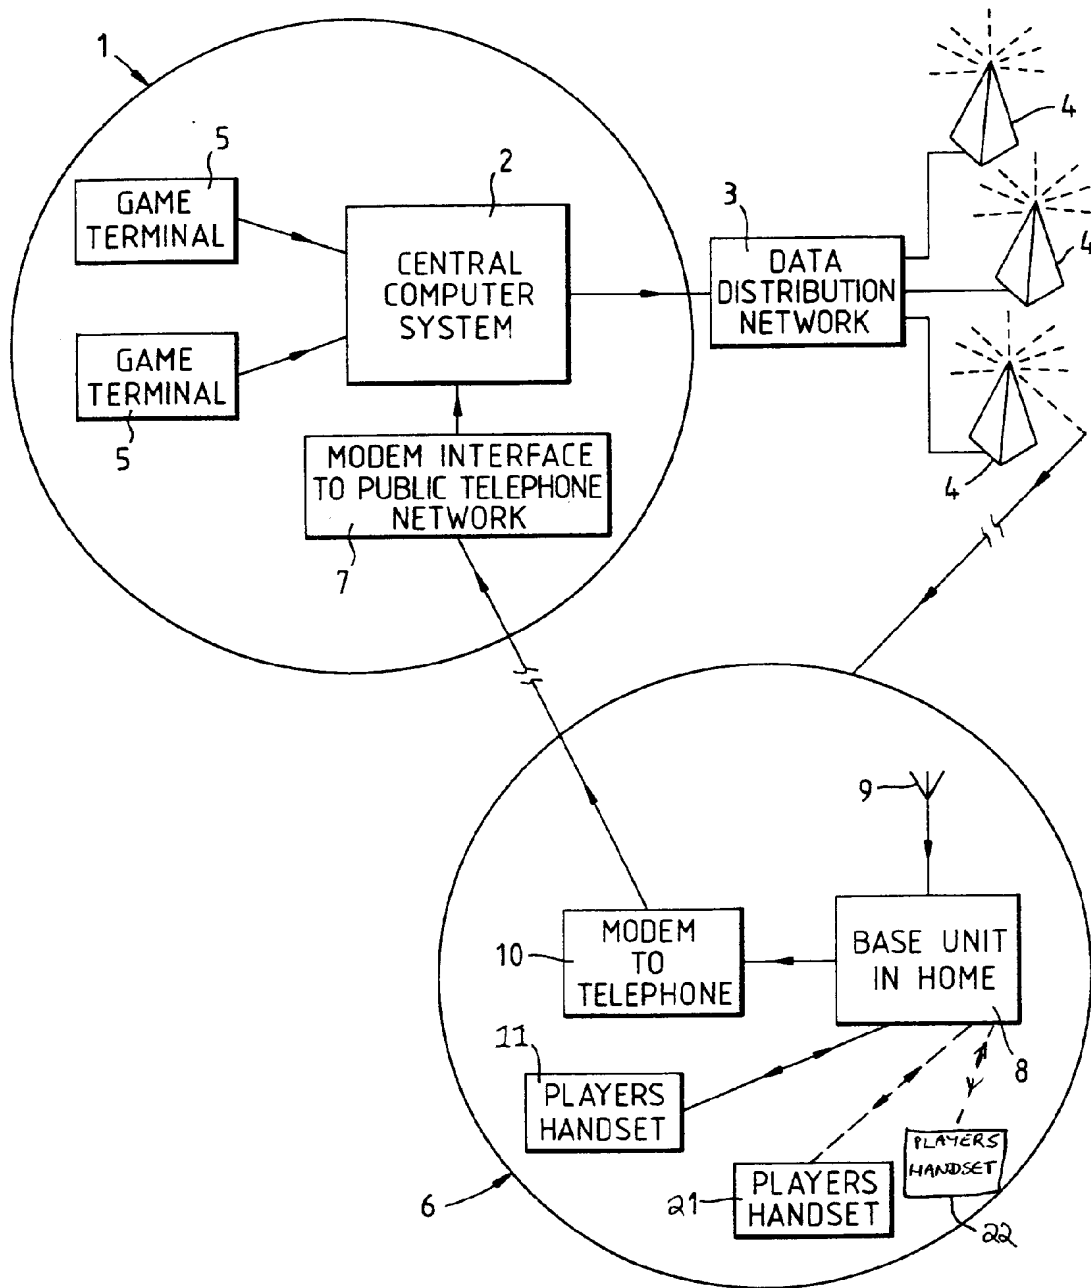 1
5
GAME
TERMINAL
2
CENTRAL
COMPUTER
SYSTEM
GAME
TERMINAL
5
MODEM INTERFACE
TO PUBLIC TELEPHONE
NETWORK
7
3
DATA
DISTRIBUTION
NETWORK
4
4
4
9
10
MODEM
TO
TELEPHONE
BASE UNIT
IN HOME
8
11
PLAYERS
HANDSET
21
PLAYERS
HANDSET
PLAYERS
HANDSET
22
6